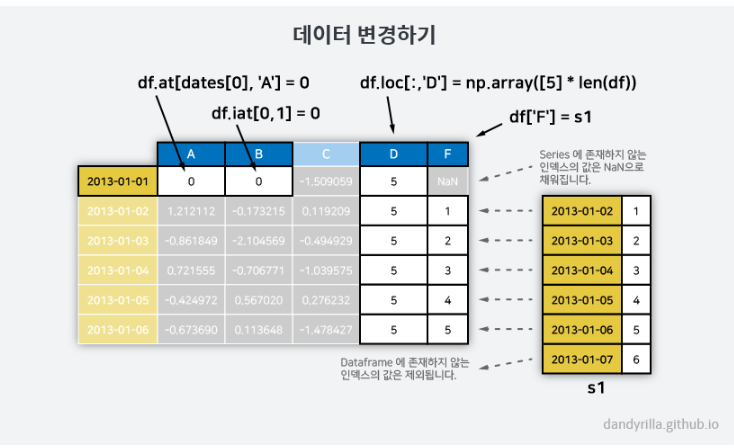 데이터 변경하기
df.at[dates[0], 'A'] = 0
df.loc[:,'D'] = np.array([5] * len(df))
df.iat[0,1] = 0
df['F'] = s1
A B C D F
2013-01-01 0 0 -1.509059 5 NaN
2013-01-02 1.212112 -0.173215 0.119209 5 1
2013-01-03 -0.861849 -2.104569 -0.494929 5 2
2013-01-04 0.721555 -0.706771 -1.039575 5 3
2013-01-05 -0.424972 0.567020 0.276232 5 4
2013-01-06 -0.673690 0.113648 -1.478427 5 5
Series 에 존재하지 않는
인덱스의 값은 NaN으로
채워집니다.
2013-01-02 1
2013-01-03 2
2013-01-04 3
2013-01-05 4
2013-01-06 5
2013-01-07 6
Dataframe 에 존재하지 않는
인덱스의 값은 제외됩니다.
s1
dandyrilla.github.io